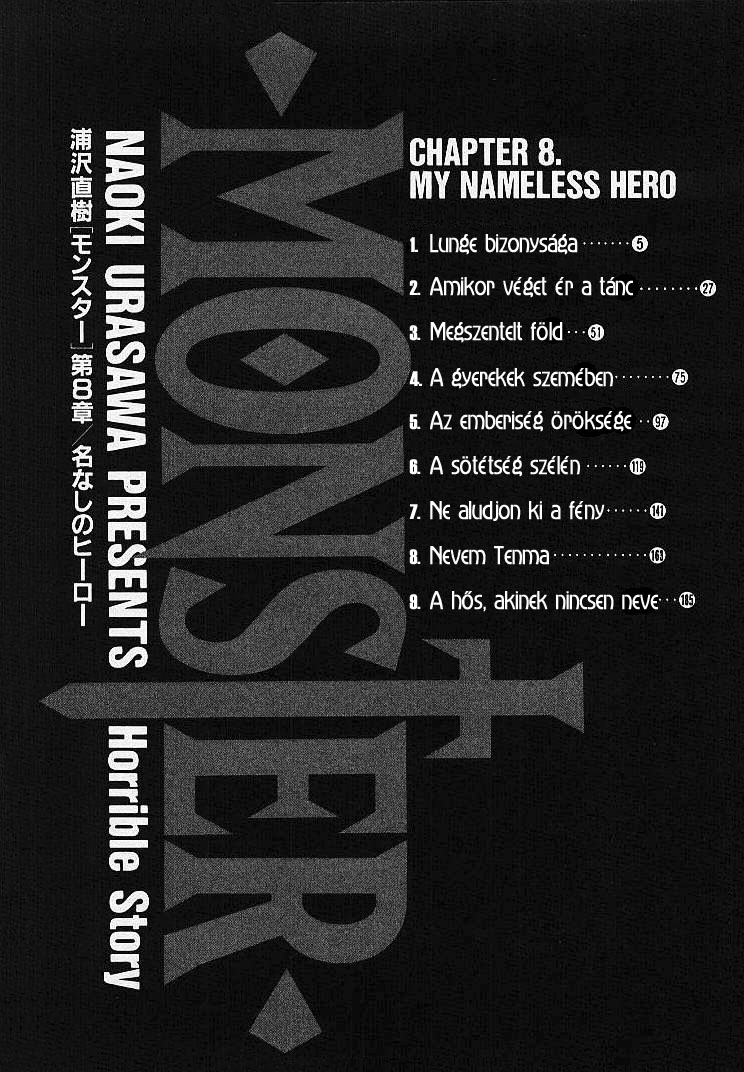 浦沢直樹[モンスター]第8章/名なしのヒーロー
NAOKI URASAWA PRESENTS Horrible Story
MONSTER
CHAPTER 8.
MY NAMELESS HERO
1. Lunge bizonysága ······· 5
2. Amikor véget ér a tánc ········ 27
3. Megszentelt föld ··· 51
4. A gyerekek szemében ········ 75
5. Az emberiség öröksége ·· 97
6. A sötétség szélén ······ 119
7. Ne aludjon ki a fény ······ 141
8. Nevem Tenma ············· 163
9. A hős, akinek nincsen neve ··· 185